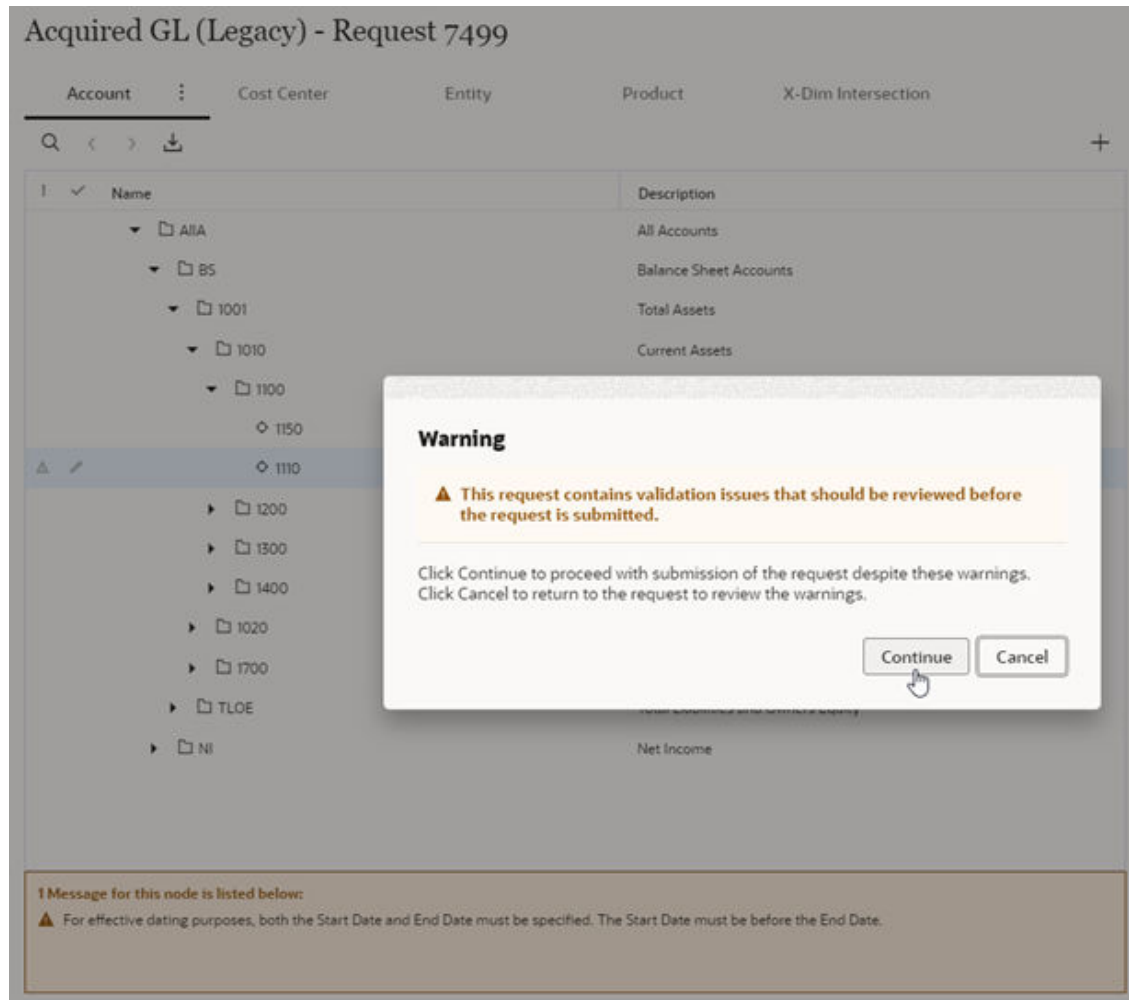 Acquired GL (Legacy) - Request 7499
Account Cost Center Entity Product X-Dim Intersection
Name Description
AllA All Accounts
BS Balance Sheet Accounts
1001 Total Assets
1010 Current Assets
1100
1150
1110
1200
1300
1400
1020
1700
TLOE
NI Net Income
Warning
This request contains validation issues that should be reviewed before
the request is submitted.
Click Continue to proceed with submission of the request despite these warnings.
Click Cancel to return to the request to review the warnings.
Continue Cancel
1 Message for this node is listed below:
For effective dating purposes, both the Start Date and End Date must be specified. The Start Date must be before the End Date.